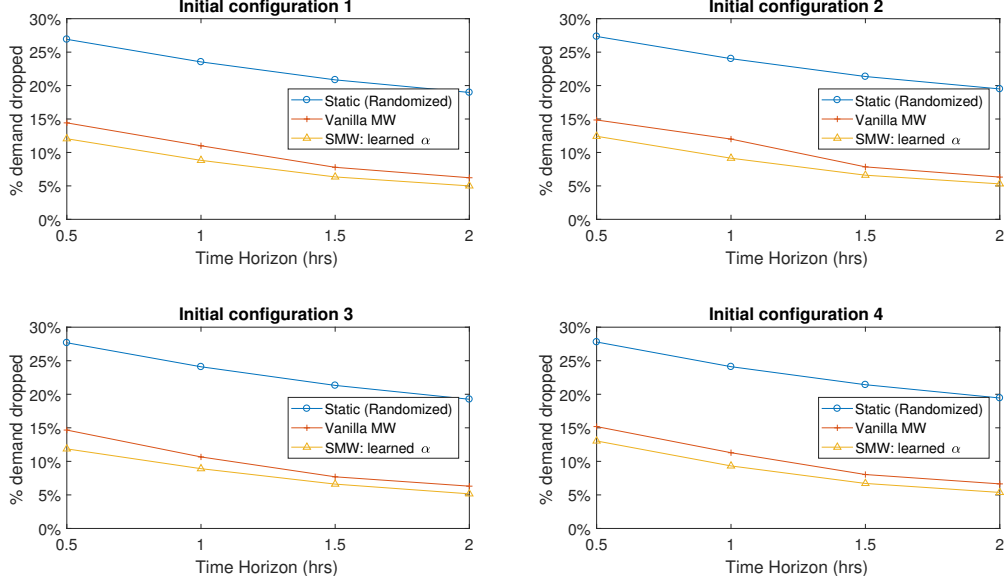 Initial configuration 1
30%
25%
20%
15%
10%
5%
0%
% demand dropped
Static (Randomized)
Vanilla MW
SMW: learned α
0.5
1
1.5
2
Time Horizon (hrs)
Initial configuration 2
30%
25%
20%
15%
10%
5%
0%
% demand dropped
Static (Randomized)
Vanilla MW
SMW: learned α
0.5
1
1.5
2
Time Horizon (hrs)
Initial configuration 3
30%
25%
20%
15%
10%
5%
0%
% demand dropped
Static (Randomized)
Vanilla MW
SMW: learned α
0.5
1
1.5
2
Time Horizon (hrs)
Initial configuration 4
30%
25%
20%
15%
10%
5%
0%
% demand dropped
Static (Randomized)
Vanilla MW
SMW: learned α
0.5
1
1.5
2
Time Horizon (hrs)